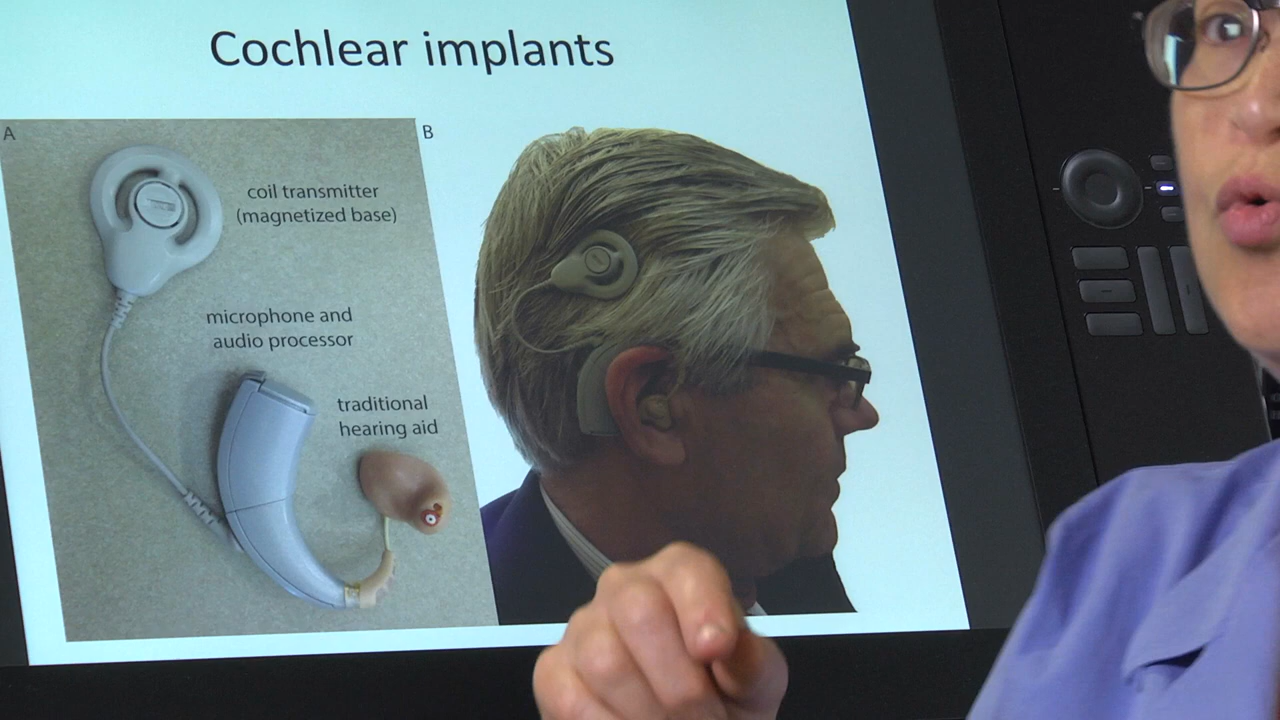 Cochlear implants
A
B
coil transmitter
(magnetized base)
microphone and
audio processor
traditional
hearing aid